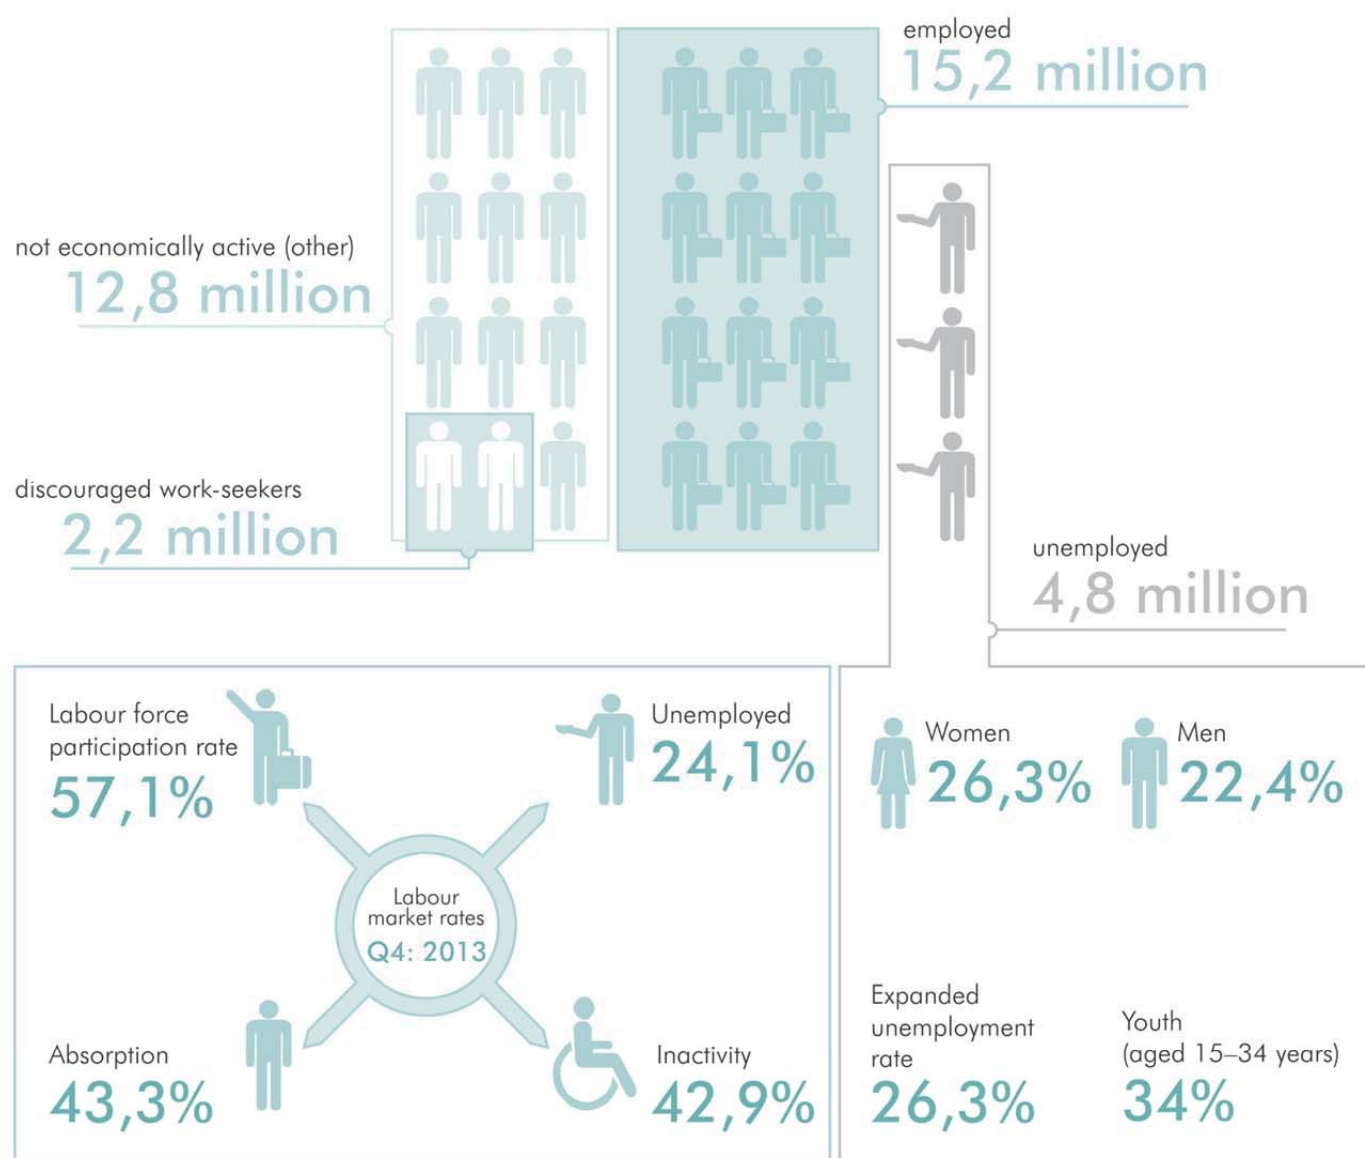 employed
15,2 million
not economically active (other)
12,8 million
discouraged work-seekers
2,2 million
unemployed
4,8 million
Labour force
participation rate
57,1%
Unemployed
24,1%
Labour
market rates
Q4: 2013
Absorption
43,3%
Inactivity
42,9%
Women
26,3%
Men
22,4%
Expanded
unemployment
rate
26,3%
Youth
(aged 15–34 years)
34%